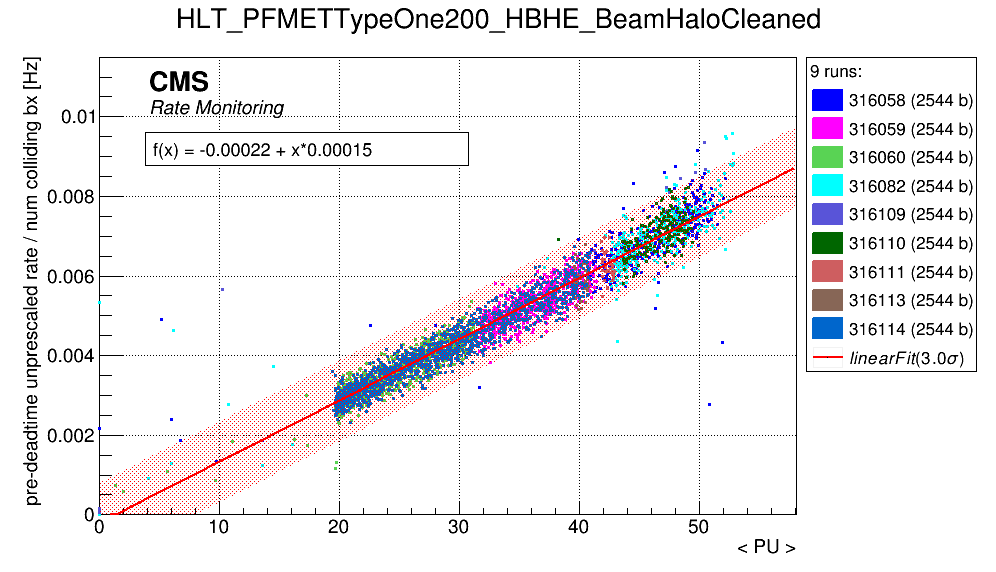 HLT_PFMETTypeOne200_HBHE_BeamHaloCleaned
pre-deadtime unprescaled rate / num colliding bx [Hz]
CMS
Rate Monitoring
f(x) = -0.00022 + x*0.00015
0.01
0.008
0.006
0.004
0.002
0
0 10 20 30 40 50
< PU >
9 runs:
316058 (2544 b)
316059 (2544 b)
316060 (2544 b)
316082 (2544 b)
316109 (2544 b)
316110 (2544 b)
316111 (2544 b)
316113 (2544 b)
316114 (2544 b)
linearFit(3.0σ)